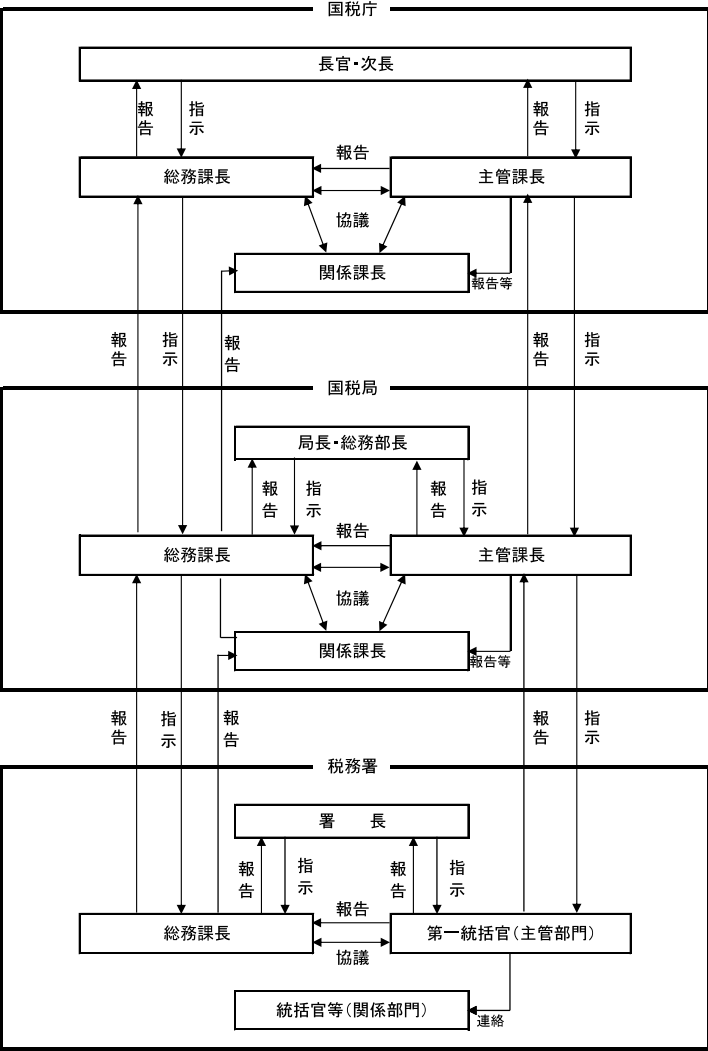 国税庁
長官・次長
報告
指示
報告
指示
総務課長
報告
主管課長
協議
関係課長
報告等
報告
指示
報告
報告
指示
国税局
局長・総務部長
報告
指示
報告
指示
総務課長
報告
主管課長
協議
関係課長
報告等
報告
指示
報告
報告
指示
税務署
署　　長
報告
指示
報告
指示
総務課長
報告
第一統括官（主管部門）
協議
統括官等（関係部門）
連絡